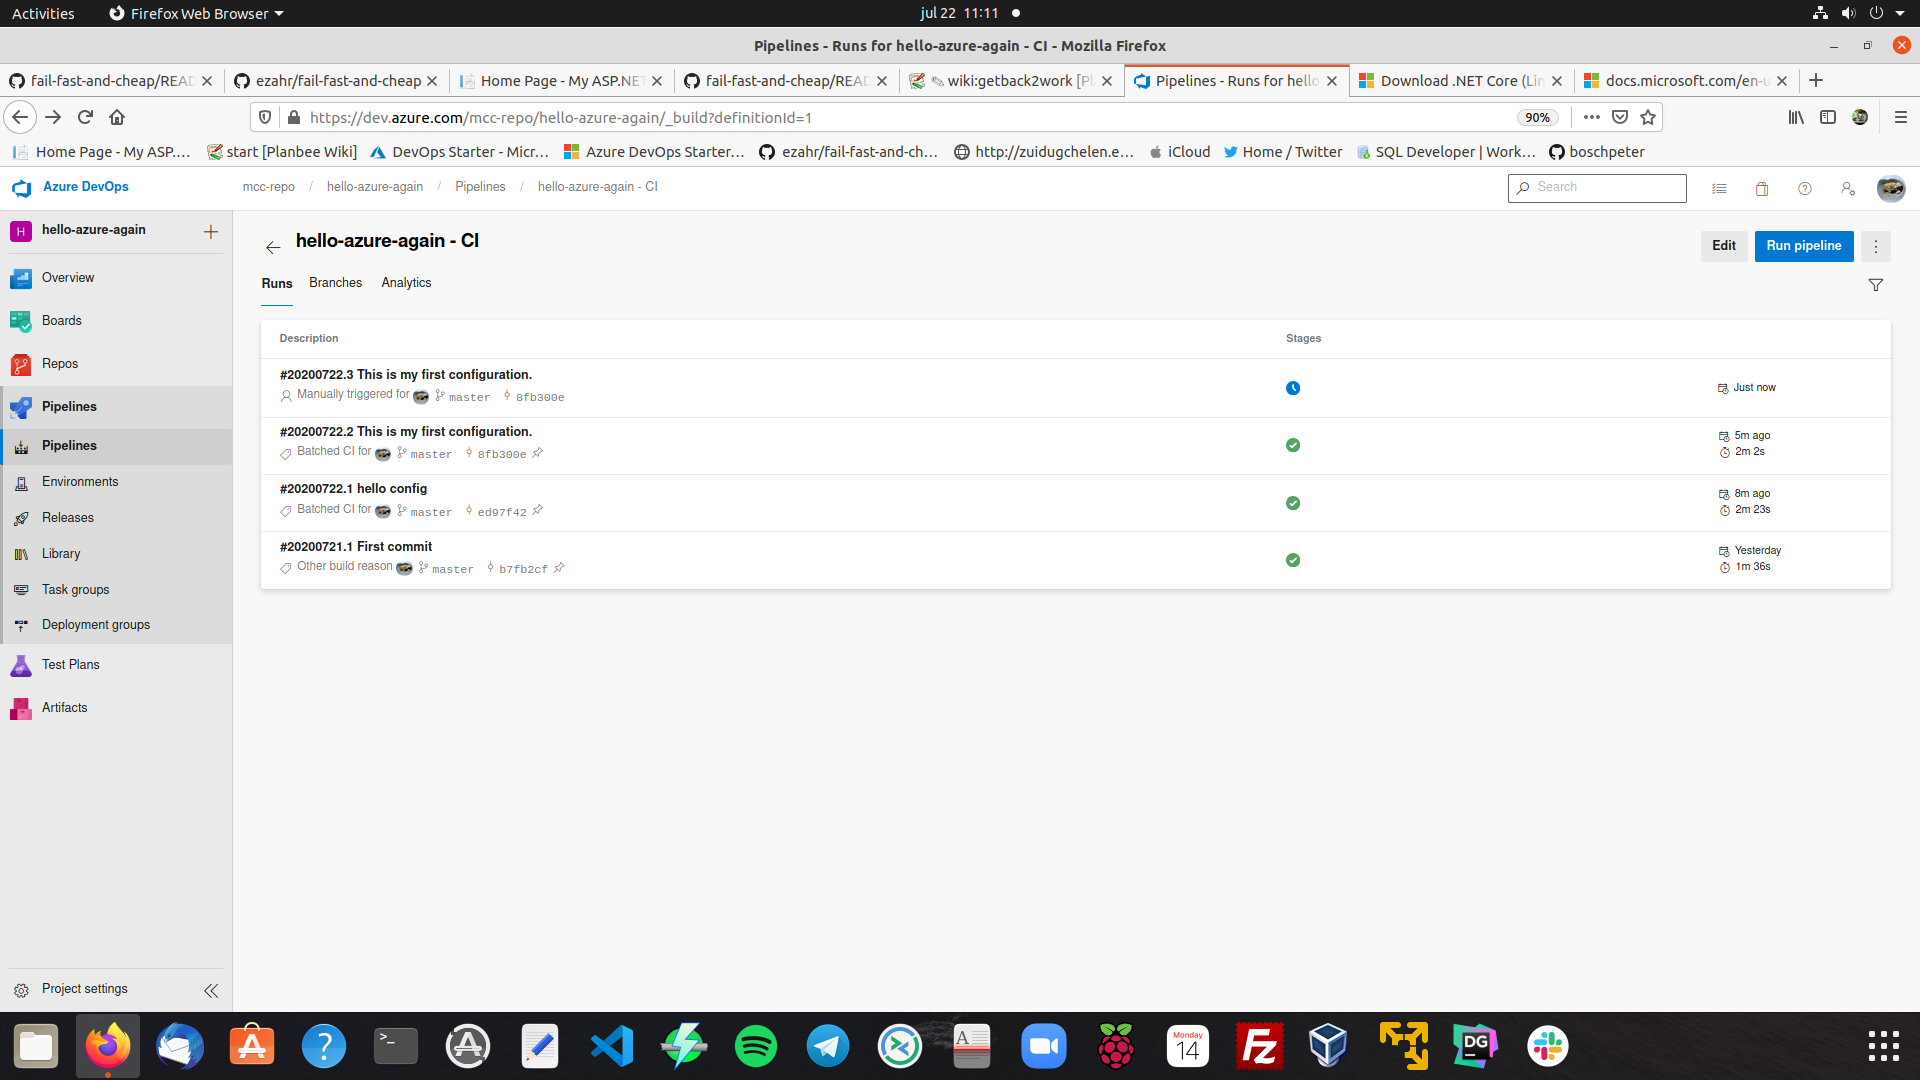 Activities Firefox Web Browser jul 22 11:11
Pipelines - Runs for hello-azure-again - CI - Mozilla Firefox
fail-fast-and-cheap/READ ezahr/fail-fast-and-cheap Home Page - My ASP.NET fail-fast-and-cheap/READ wiki:getback2work [Pl Pipelines - Runs for hello Download .NET Core (Lin docs.microsoft.com/en-u
https://dev.azure.com/mcc-repo/hello-azure-again/_build?definitionId=1 90%
Home Page - My ASP.... start [Planbee Wiki] DevOps Starter - Micr... Azure DevOps Starter... ezahr/fail-fast-and-ch... http://zuidugchelen.e... iCloud Home / Twitter SQL Developer | Work... boschpeter
Azure DevOps mcc-repo / hello-azure-again / Pipelines / hello-azure-again - CI Search
H hello-azure-again
Overview
Boards
Repos
Pipelines
Pipelines
Environments
Releases
Library
Task groups
Deployment groups
Test Plans
Artifacts
Project settings
hello-azure-again - CI Edit Run pipeline
Runs Branches Analytics
Description Stages
#20200722.3 This is my first configuration.
Manually triggered for master 8fb300e Just now
#20200722.2 This is my first configuration. 5m ago
Batched CI for master 8fb300e 2m 2s
#20200722.1 hello config 8m ago
Batched CI for master ed97f42 2m 23s
#20200721.1 First commit Yesterday
Other build reason master b7fb2cf 1m 36s
Monday
14
Fz
DG